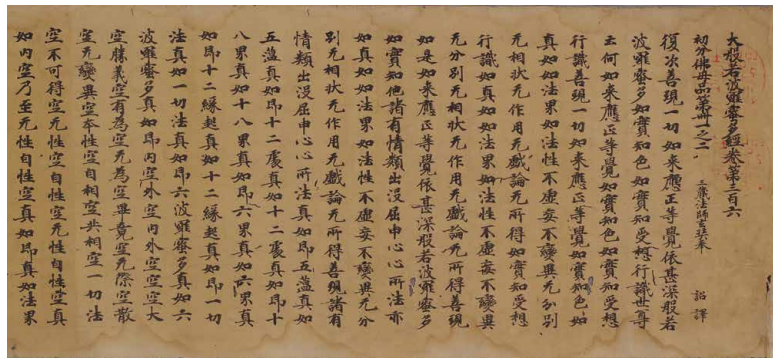 大般若波羅蜜多經卷第三百六
初分佛母品第卌一之二 三藏法師玄奘奉 詔譯
復次善現一切如來應正等覺依甚深般若
波羅蜜多如實知色如實知受想行識世尊
云何如來應正等覺如實知色如實知受想
行識善現一切如來應正等覺如實知色如
真如如法界如法性不虛妄不變異无分別
无相狀无作用无戲論无所得如實知受想
行識如真如如法界如法性不虛妄不變異
无分別无相狀无作用无戲論无所得善現
如是如來應正等覺依甚深般若波羅蜜多
如實知他諸有情類出沒屈申心心所法亦
如真如如法界如法性不虛妄不變異无分
別无相狀无作用无戲論无所得善現諸有
情類出沒屈申心心所法真如即五蘊真如
五蘊真如即十二處真如十二處真如即十
八界真如十八界真如即六界真如六界真
如即十二緣起真如十二緣起真如即一切
法真如一切法真如即六波羅蜜多真如六
波羅蜜多真如即內空外空內外空空空大
空勝義空有為空无為空畢竟空无際空散
空无變異空本性空自相空共相空一切法
空不可得空无性空自性空无性自性空真
如內空乃至无性自性空真如即真如法界